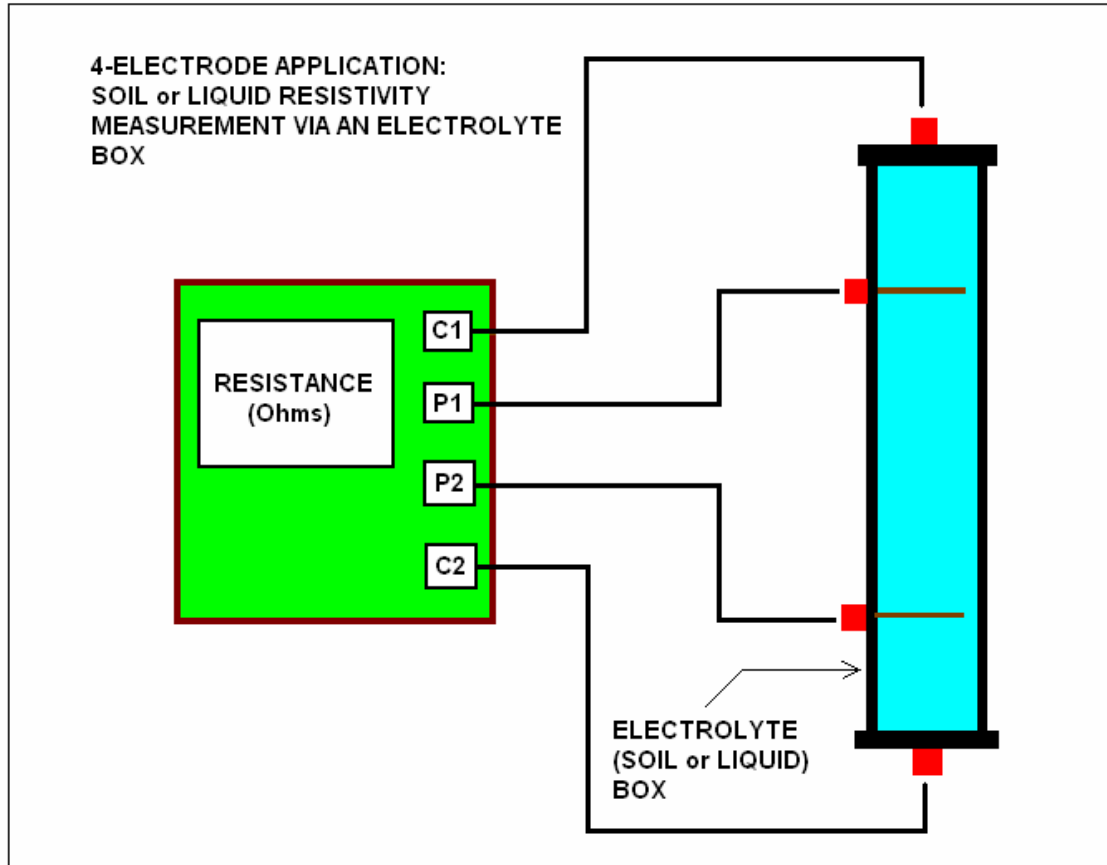 4-ELECTRODE APPLICATION:
SOIL or LIQUID RESISTIVITY
MEASUREMENT VIA AN ELECTROLYTE
BOX
RESISTANCE
(Ohms)
C1
P1
P2
C2
ELECTROLYTE
(SOIL or LIQUID)
BOX